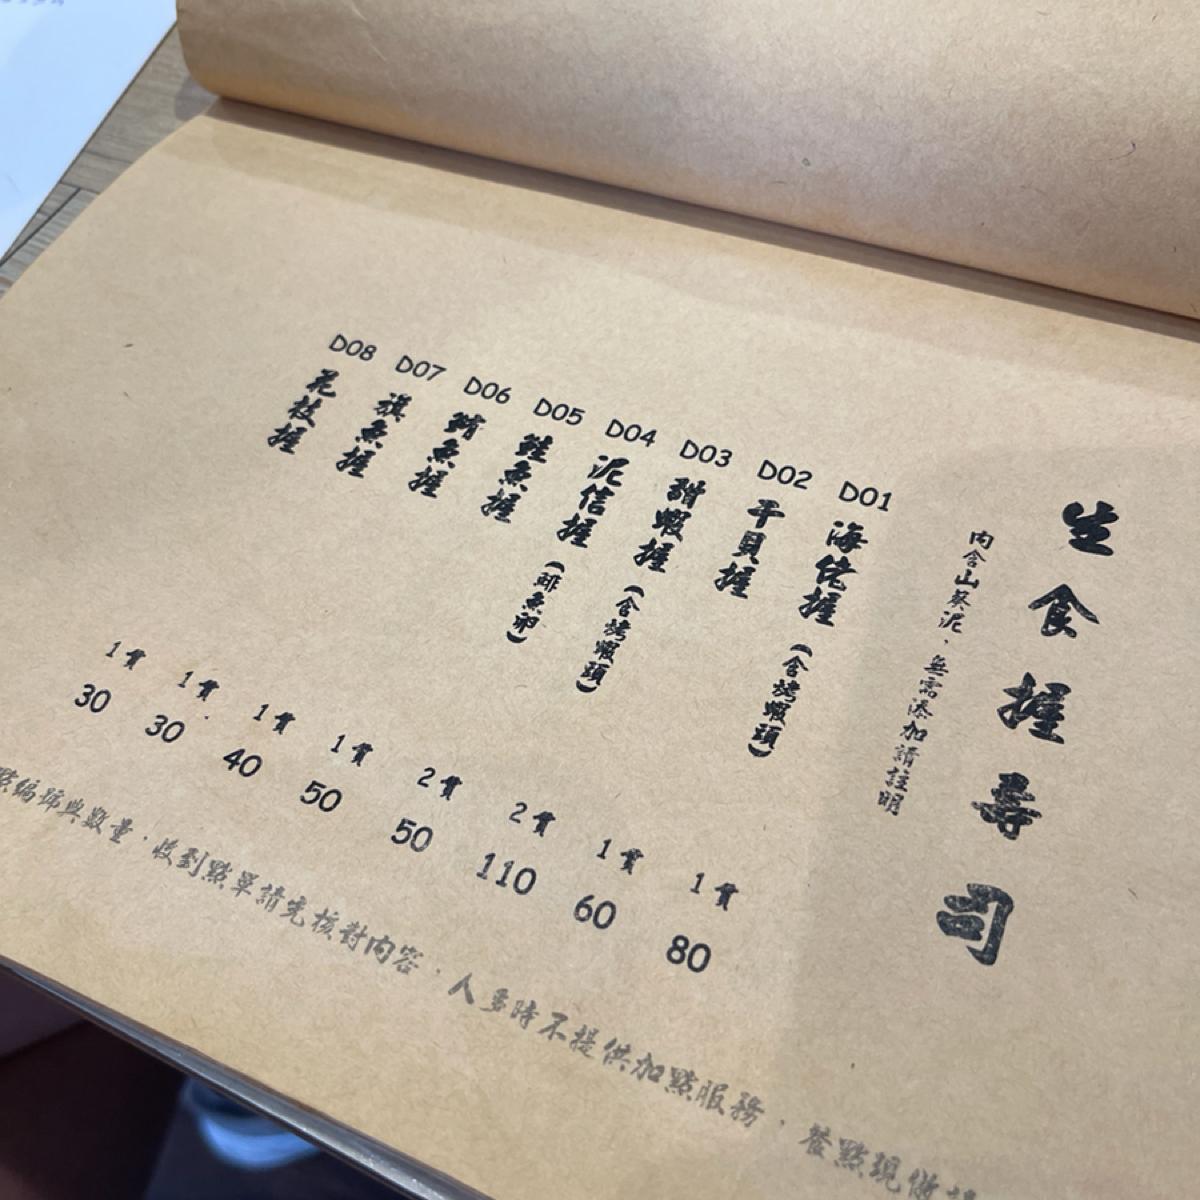 生食握壽司
內含山葵泥，無需添加請註明
D01 海佬握（含烤蝦頭） 1貫 80
D02 干貝握 1貫 60
D03 甜蝦握（含烤蝦頭） 2貫 110
D04 泥信握（鯡魚卵） 2貫 50
D05 鮭魚握 1貫 50
D06 鮪魚握 1貫 40
D07 旗魚握 1貫 30
D08 花枝握 1貫 30
編號與數量．收到點單請先核對內容．人多時不提供加點服務．餐點現做